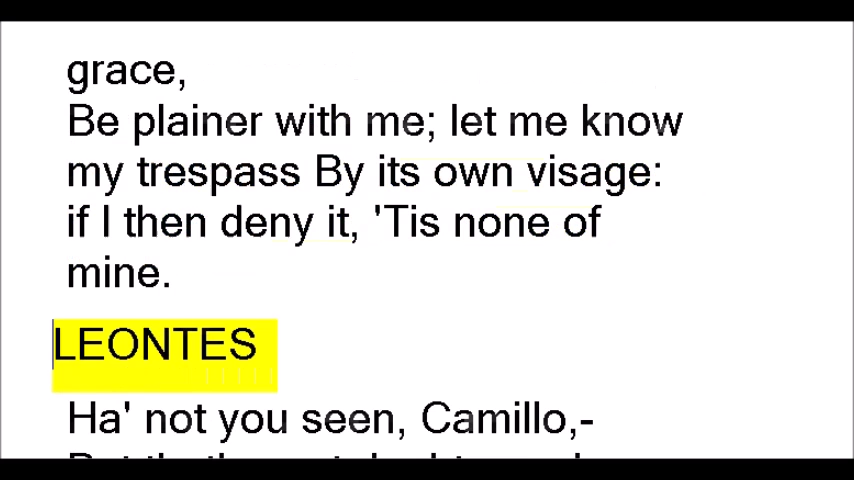 grace,
Be plainer with me; let me know
my trespass By its own visage:
if I then deny it, 'Tis none of
mine.
LEONTES
Ha' not you seen, Camillo,-